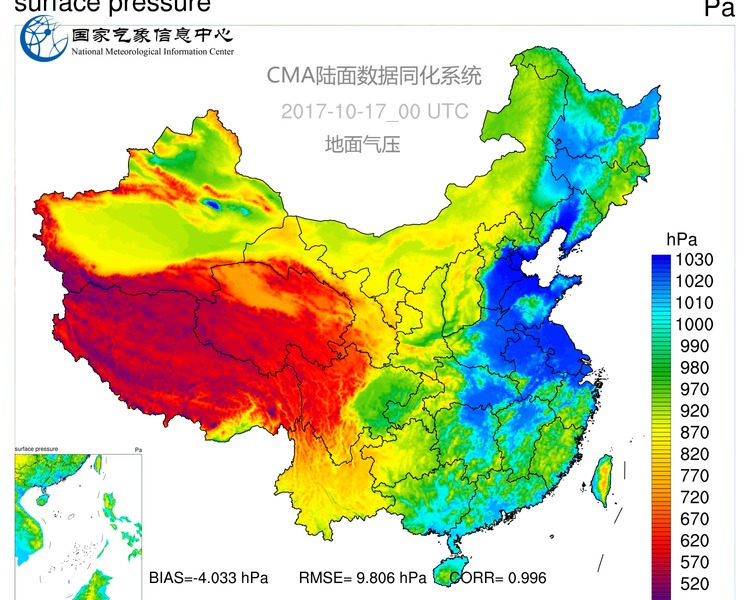 surface pressure
Pa
国家气象信息中心
National Meteorological Information Center
CMA陆面数据同化系统
2017-10-17_00 UTC
地面气压
hPa
1030
1020
1010
1000
990
980
970
920
870
820
770
720
670
620
570
520
surface pressure
Pa
BIAS=-4.033 hPa RMSE= 9.806 hPa CORR= 0.996